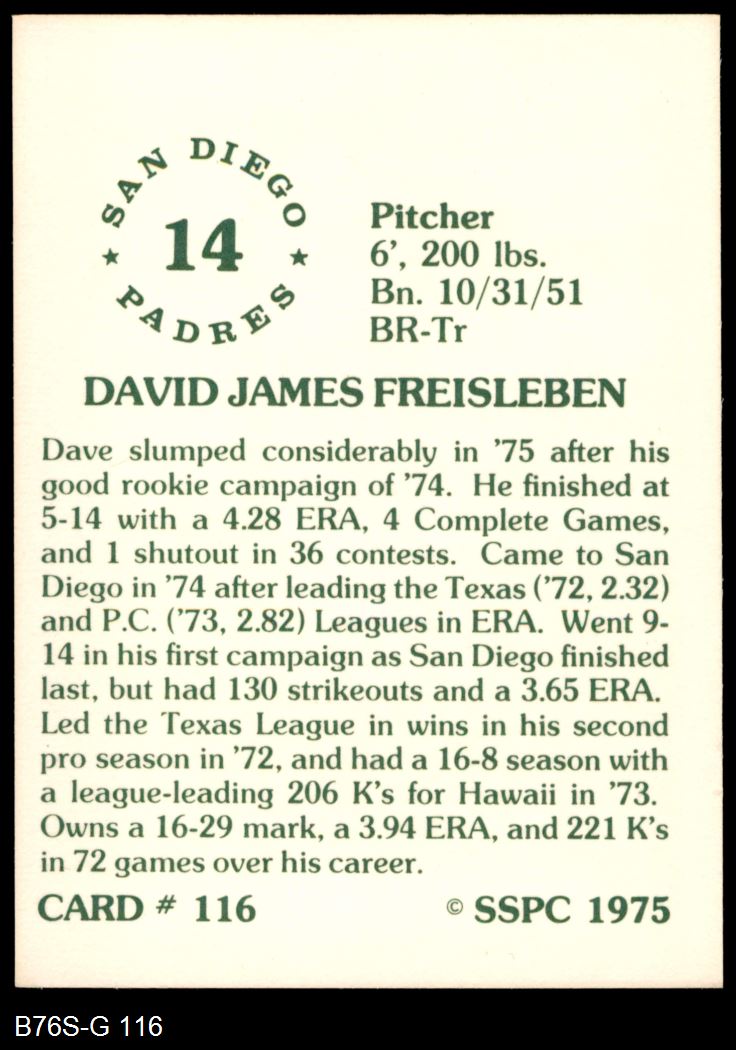 SAN DIEGO
★ 14 ★
PADRES
Pitcher
6', 200 lbs.
Bn. 10/31/51
BR-Tr
DAVID JAMES FREISLEBEN
Dave slumped considerably in '75 after his
good rookie campaign of '74. He finished at
5-14 with a 4.28 ERA, 4 Complete Games,
and 1 shutout in 36 contests. Came to San
Diego in '74 after leading the Texas ('72, 2.32)
and P.C. ('73, 2.82) Leagues in ERA. Went 9-
14 in his first campaign as San Diego finished
last, but had 130 strikeouts and a 3.65 ERA.
Led the Texas League in wins in his second
pro season in '72, and had a 16-8 season with
a league-leading 206 K's for Hawaii in '73.
Owns a 16-29 mark, a 3.94 ERA, and 221 K's
in 72 games over his career.
CARD # 116 © SSPC 1975
B76S-G 116